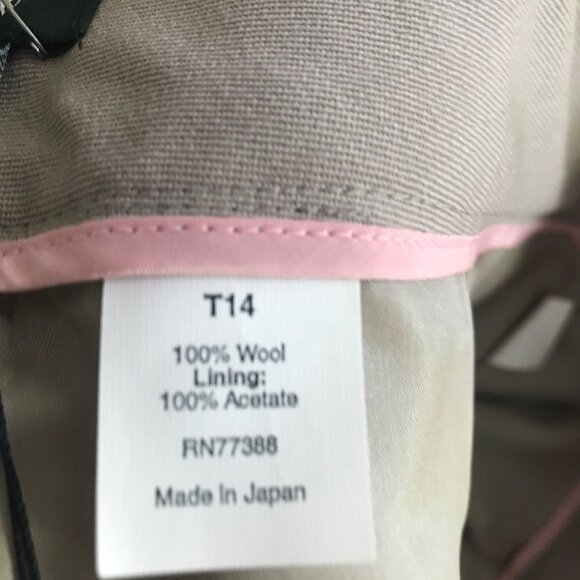 T14
100% Wool
Lining:
100% Acetate
RN77388
Made In Japan